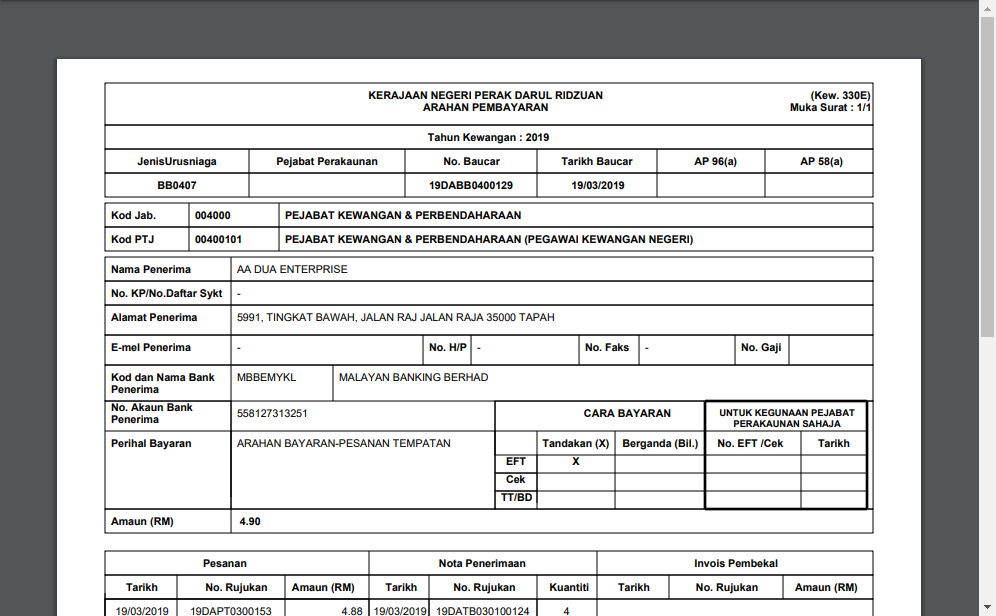 KERAJAAN NEGERI PERAK DARUL RIDZUAN (Kew. 330E)
ARAHAN PEMBAYARAN Muka Surat : 1/1
Tahun Kewangan : 2019
JenisUrusniaga Pejabat Perakaunan No. Baucar Tarikh Baucar AP 96(a) AP 58(a)
BB0407 19DABB0400129 19/03/2019
Kod Jab. 004000 PEJABAT KEWANGAN & PERBENDAHARAAN
Kod PTJ 00400101 PEJABAT KEWANGAN & PERBENDAHARAAN (PEGAWAI KEWANGAN NEGERI)
Nama Penerima AA DUA ENTERPRISE
No. KP/No.Daftar Sykt -
Alamat Penerima 5991, TINGKAT BAWAH, JALAN RAJ JALAN RAJA 35000 TAPAH
E-mel Penerima - No. H/P - No. Faks - No. Gaji
Kod dan Nama Bank MBBEMYKL MALAYAN BANKING BERHAD
Penerima
No. Akaun Bank
Penerima 558127313251 CARA BAYARAN UNTUK KEGUNAAN PEJABAT
PERAKAUNAN SAHAJA
Perihal Bayaran ARAHAN BAYARAN-PESANAN TEMPATAN Tandakan (X) Berganda (Bil.) No. EFT /Cek Tarikh
EFT X
Cek
TT/BD
Amaun (RM) 4.90
Pesanan Nota Penerimaan Invois Pembekal
Tarikh No. Rujukan Amaun (RM) Tarikh No. Rujukan Kuantiti Tarikh No. Rujukan Amaun (RM)
19/03/2019 19DAPT0300153 4.88 19/03/2019 19DATB030100124 4